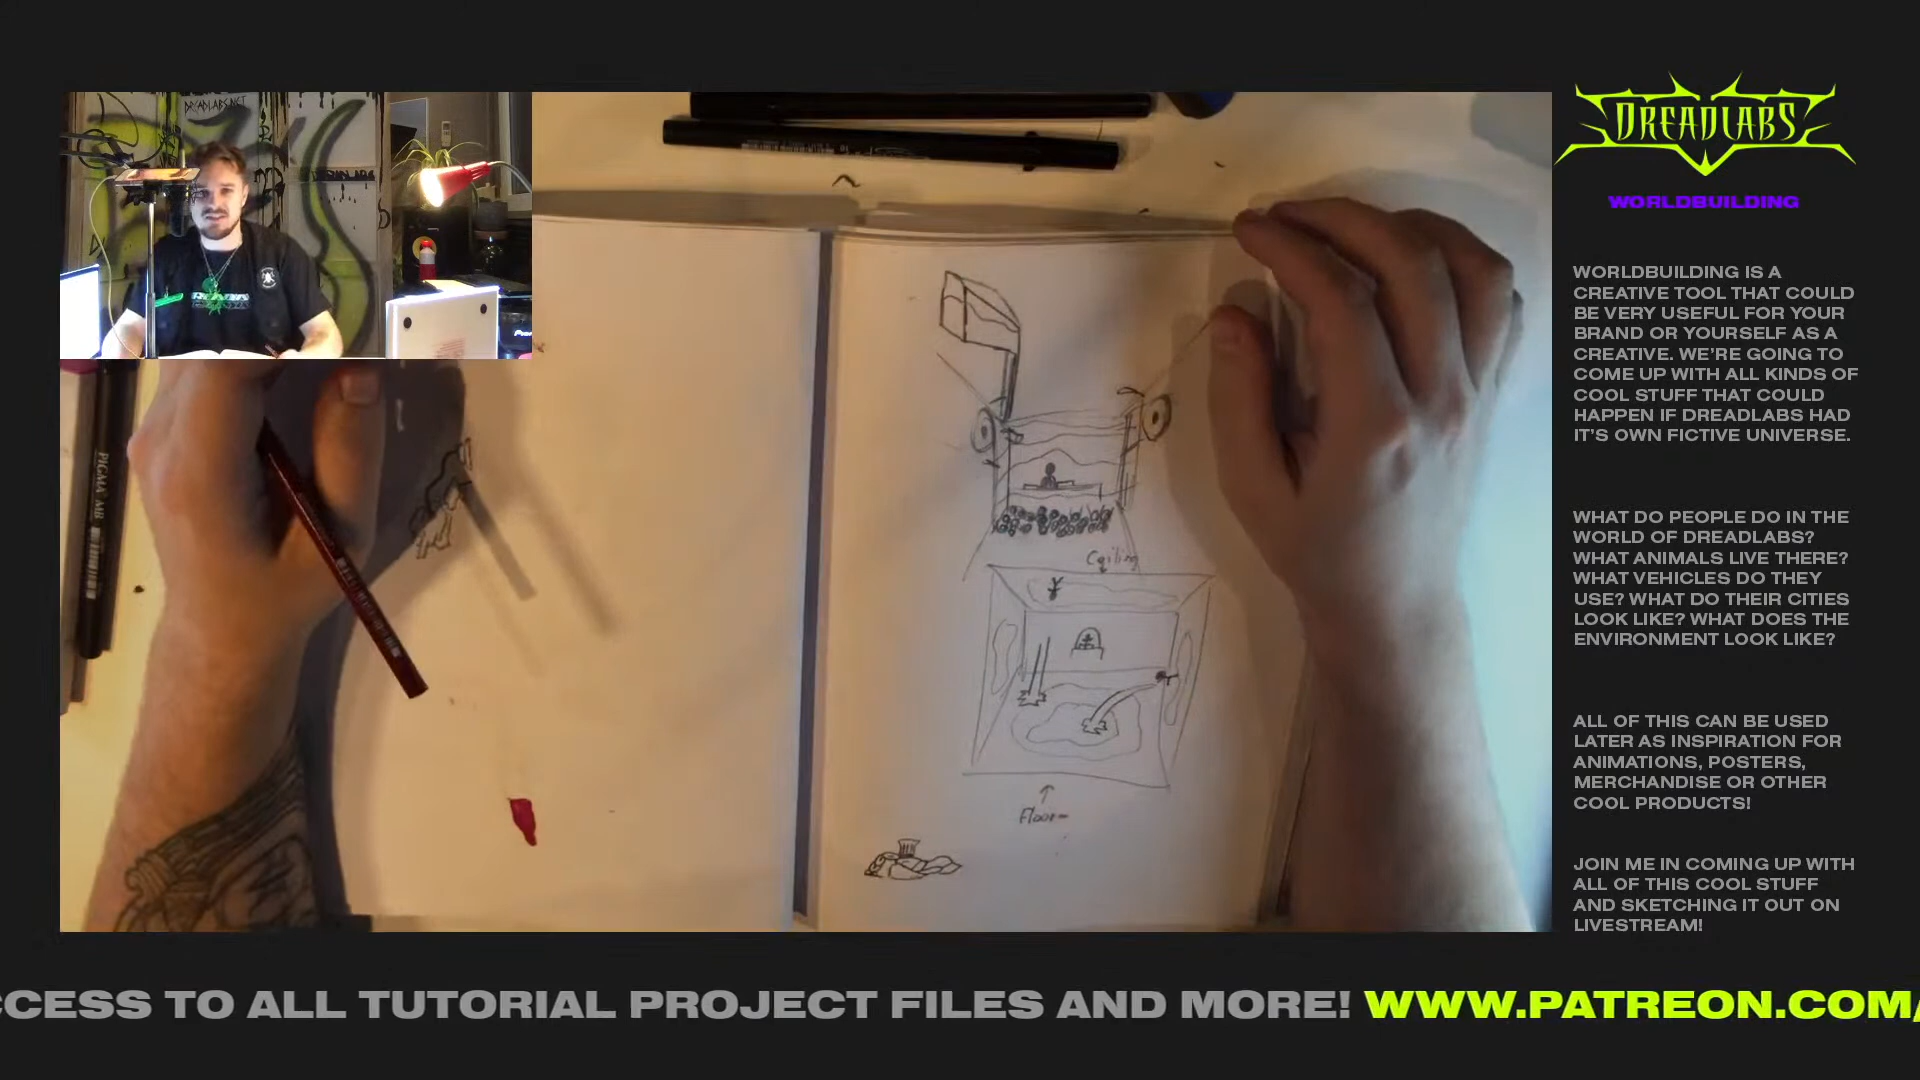 DREADLABS.NET
DREADLABS
WORLDBUILDING
WORLDBUILDING IS A
CREATIVE TOOL THAT COULD
BE VERY USEFUL FOR YOUR
BRAND OR YOURSELF AS A
CREATIVE. WE'RE GOING TO
COME UP WITH ALL KINDS OF
COOL STUFF THAT COULD
HAPPEN IF DREADLABS HAD
IT'S OWN FICTIVE UNIVERSE.
WHAT DO PEOPLE DO IN THE
WORLD OF DREADLABS?
WHAT ANIMALS LIVE THERE?
WHAT VEHICLES DO THEY
USE? WHAT DO THEIR CITIES
LOOK LIKE? WHAT DOES THE
ENVIRONMENT LOOK LIKE?
ALL OF THIS CAN BE USED
LATER AS INSPIRATION FOR
ANIMATIONS, POSTERS,
MERCHANDISE OR OTHER
COOL PRODUCTS!
JOIN ME IN COMING UP WITH
ALL OF THIS COOL STUFF
AND SKETCHING IT OUT ON
LIVESTREAM!
PIGMA MB
Ceiling
Floor
CCESS TO ALL TUTORIAL PROJECT FILES AND MORE! WWW.PATREON.COM/